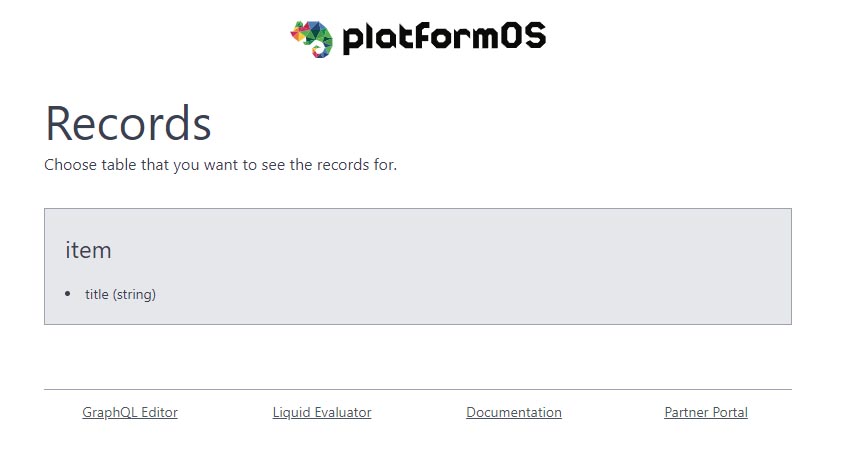 platformOS
Records
Choose table that you want to see the records for.
item
title (string)
GraphQL Editor Liquid Evaluator Documentation Partner Portal